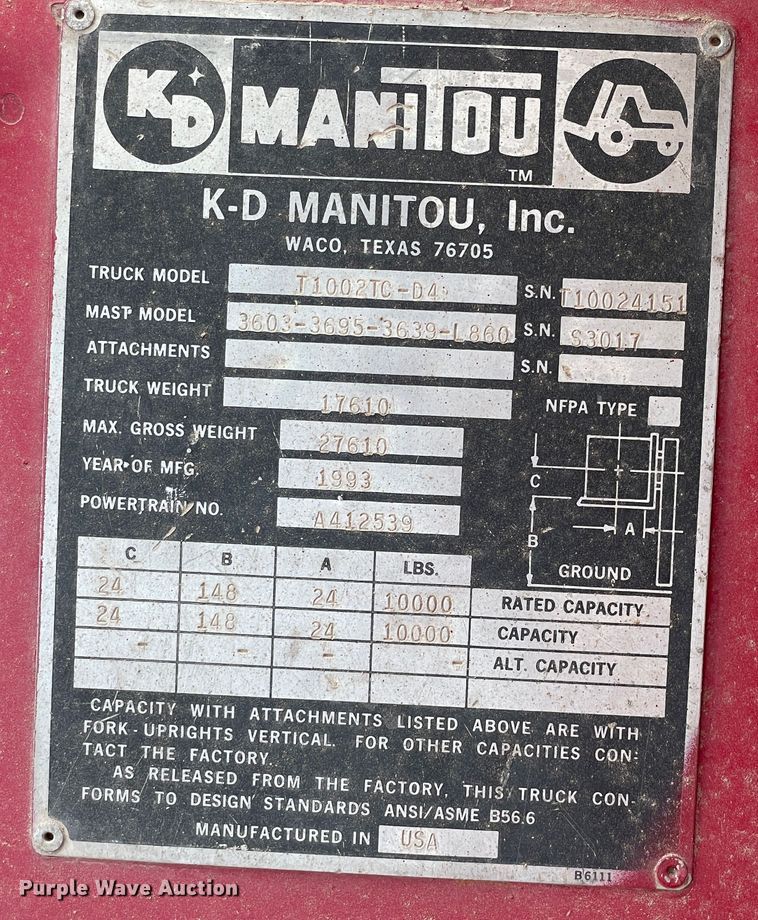 KD MANITOU
TM
K-D MANITOU, Inc.
WACO, TEXAS 76705
TRUCK MODEL T1002TC-D4 S.N. T10024151
MAST MODEL 3603-3695-3639-L860 S.N. S3017
ATTACHMENTS S.N.
TRUCK WEIGHT 17610 NFPA TYPE
MAX. GROSS WEIGHT 27610
YEAR OF MFG. 1993
POWERTRAIN NO. A412539
C
A
B
GROUND
C B A LBS.
24 148 24 10000 RATED CAPACITY
24 148 24 10000 CAPACITY
- - - - ALT. CAPACITY
CAPACITY WITH ATTACHMENTS LISTED ABOVE ARE WITH
FORK-UPRIGHTS VERTICAL. FOR OTHER CAPACITIES CON-
TACT THE FACTORY.
AS RELEASED FROM THE FACTORY, THIS TRUCK CON-
FORMS TO DESIGN STANDARDS ANSI/ASME B56.6
MANUFACTURED IN USA
B6111
Purple Wave Auction